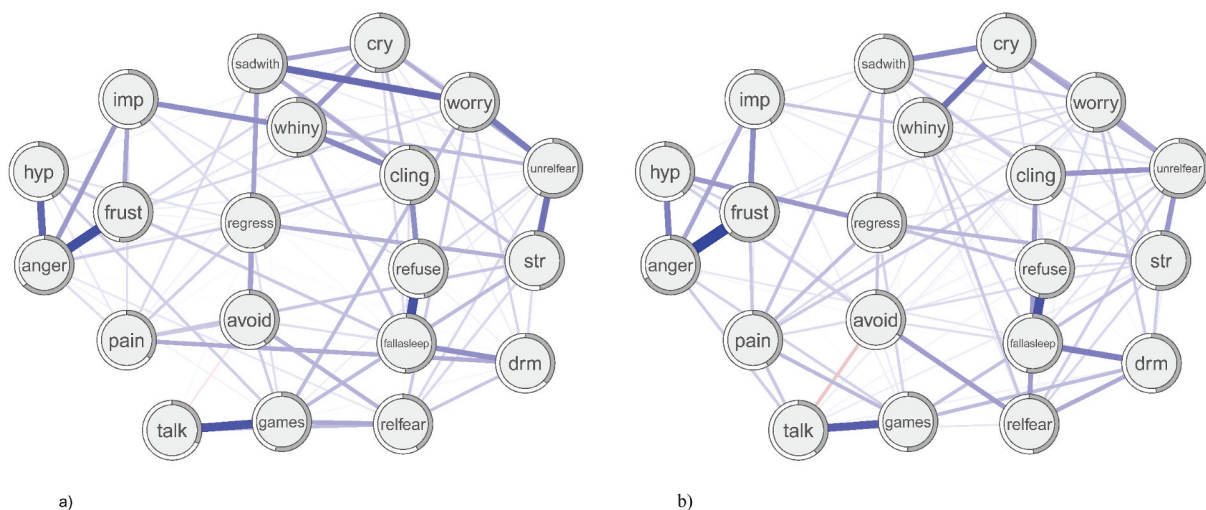 cry
sadwith
imp
worry
whiny
hyp
cling
unrelfear
frust
regress
anger
refuse
str
avoid
pain
fallasleep
drm
talk
games
relfear
a)
cry
sadwith
imp
worry
whiny
hyp
cling
unrelfear
frust
regress
anger
refuse
str
avoid
pain
fallasleep
drm
talk
games
relfear
b)